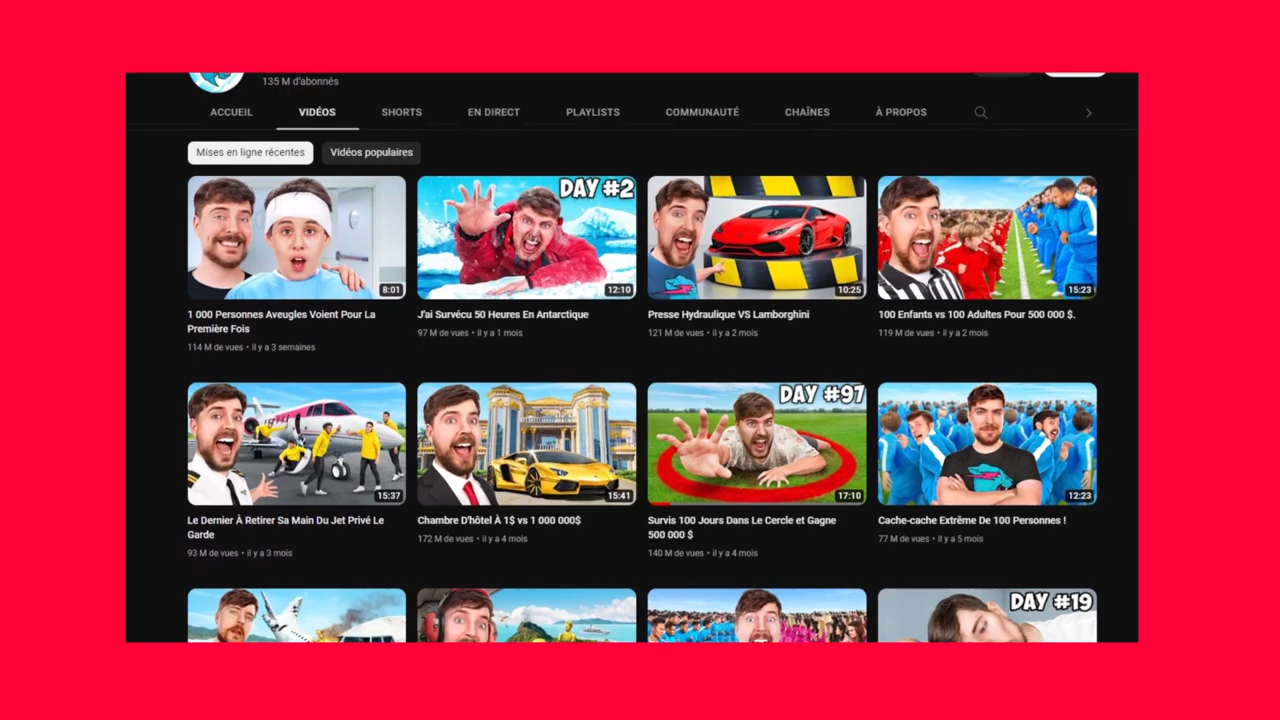 135 M d'abonnés
ACCUEIL VIDÉOS SHORTS EN DIRECT PLAYLISTS COMMUNAUTÉ CHAÎNES À PROPOS
Mises en ligne récentes Vidéos populaires
8:01
DAY #2
12:10
10:25
15:23
1 000 Personnes Aveugles Voient Pour La
Première Fois
114 M de vues • il y a 3 semaines
J'ai Survécu 50 Heures En Antarctique
97 M de vues • il y a 1 mois
Presse Hydraulique VS Lamborghini
121 M de vues • il y a 2 mois
100 Enfants vs 100 Adultes Pour 500 000 $.
119 M de vues • il y a 2 mois
15:37
15:41
DAY #97
17:10
12:23
Le Dernier À Retirer Sa Main Du Jet Privé Le
Garde
93 M de vues • il y a 3 mois
Chambre D'hôtel À 1$ vs 1 000 000$
172 M de vues • il y a 4 mois
Survis 100 Jours Dans Le Cercle et Gagne
500 000 $
140 M de vues • il y a 4 mois
Cache-cache Extrême De 100 Personnes !
77 M de vues • il y a 5 mois
DAY #19